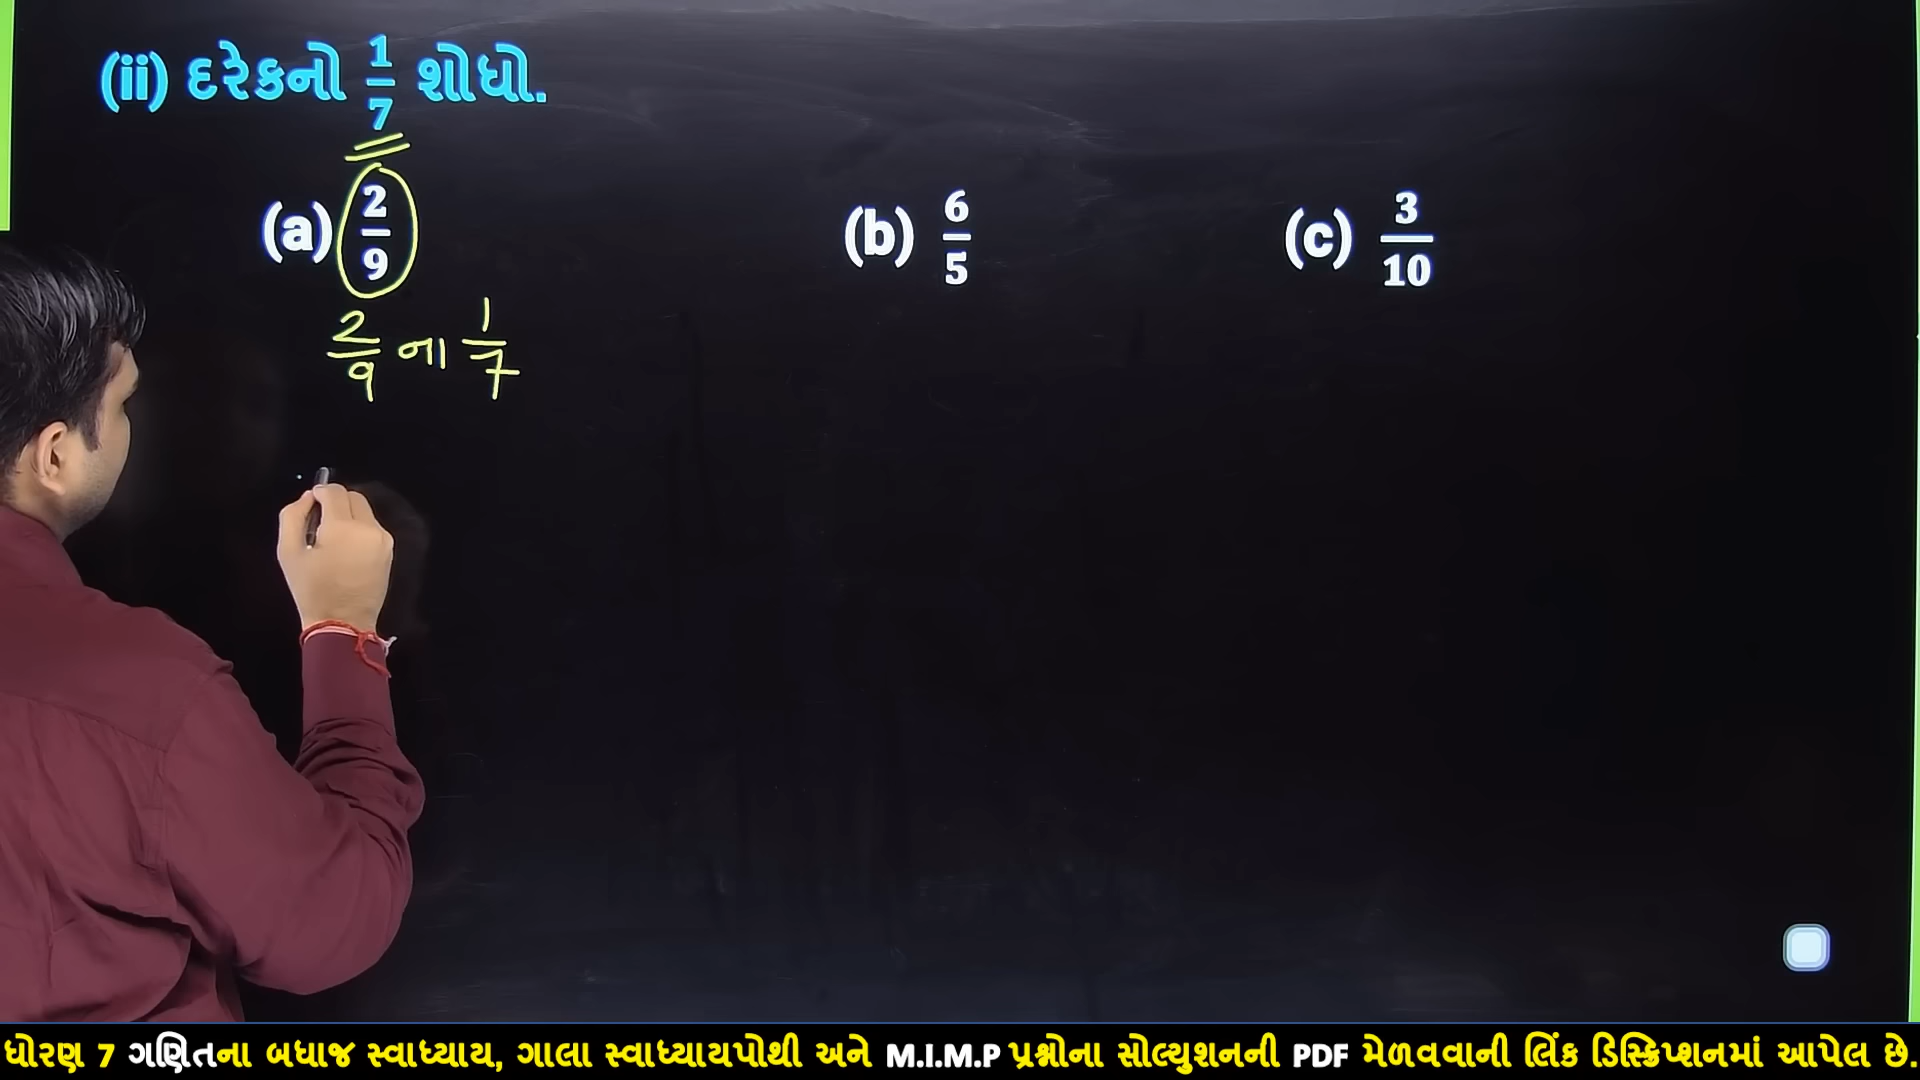 (ii) દરેકનો 1/7 શોધો.
(a) 2/9 (b) 6/5 (c) 3/10
2/9 ના 1/7
ધોરણ 7 ગણિતના બધાજ સ્વાધ્યાય, ગાલા સ્વાધ્યાયપોથી અને M.I.M.P પ્રશ્નોના સોલ્યુશનની PDF મેળવવાની લિંક ડિસ્ક્રિપ્શનમાં આપેલ છે.